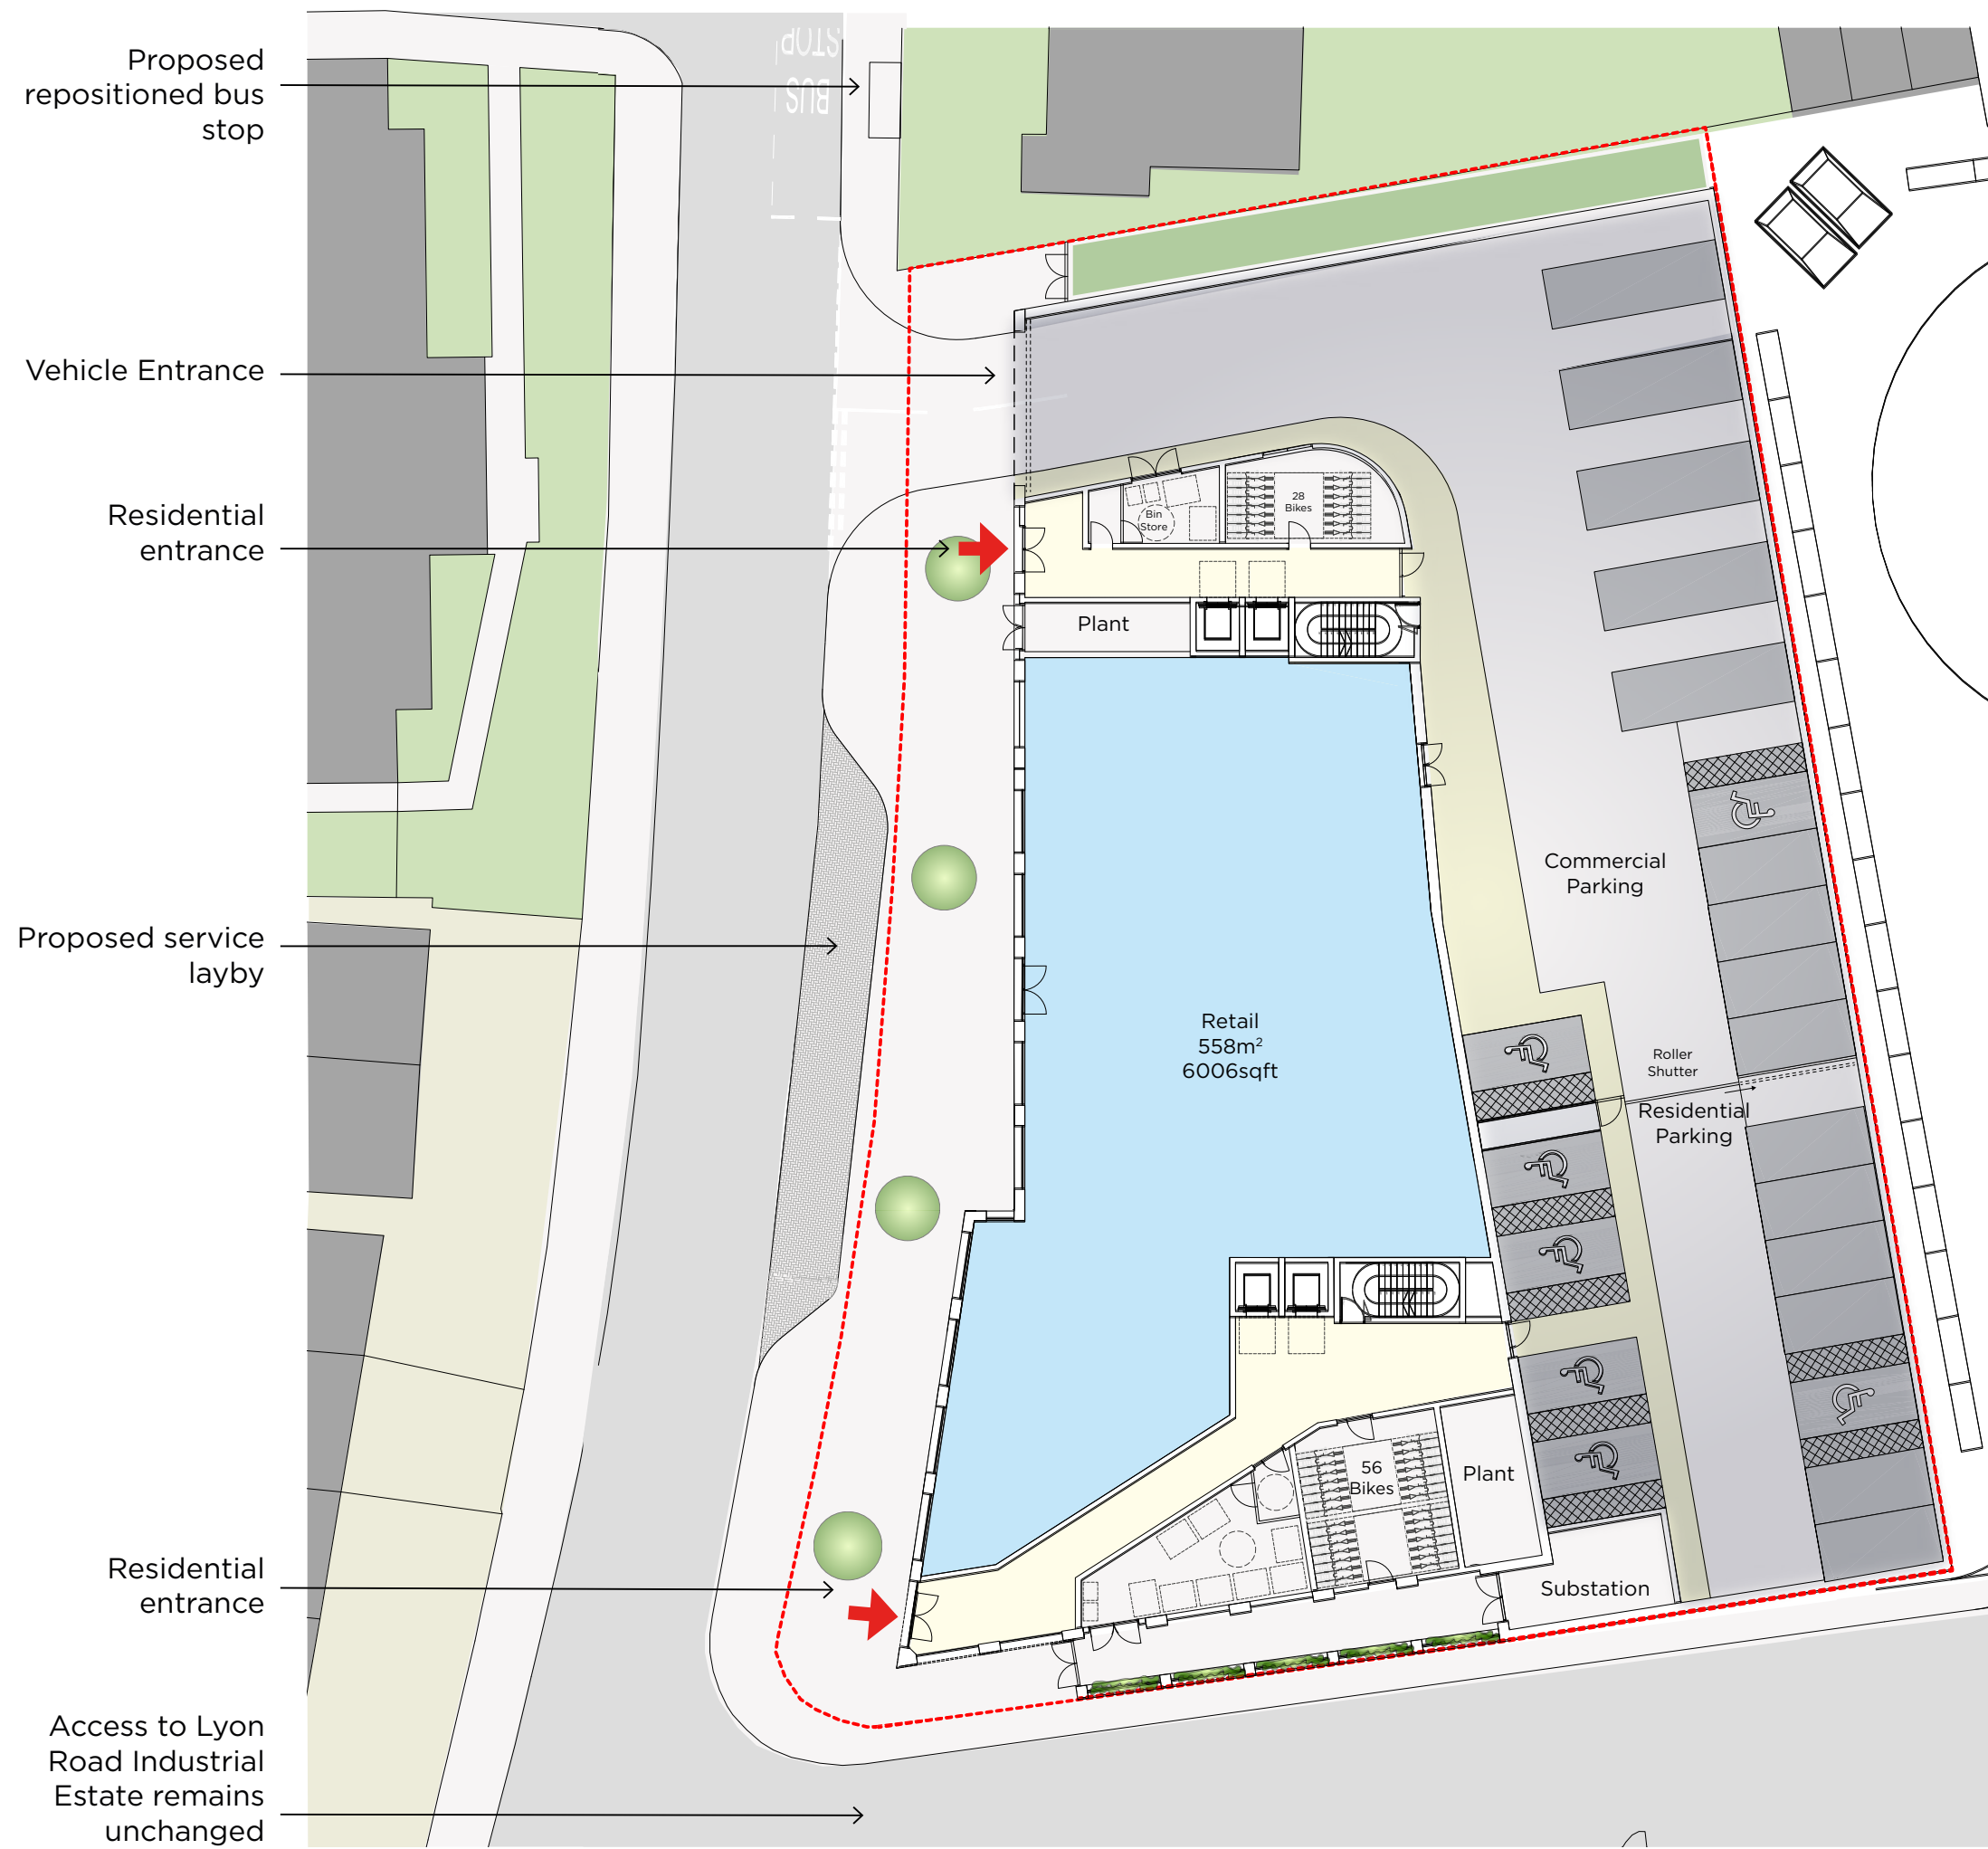 Proposed
repositioned bus
stop
STOP
BUS
Vehicle Entrance
Residential
entrance
Bin
Store
28
Bikes
Plant
Commercial
Parking
Proposed service
layby
Retail
558m²
6006sqft
Roller
Shutter
Residential
Parking
56
Bikes
Plant
Residential
entrance
Substation
Access to Lyon
Road Industrial
Estate remains
unchanged